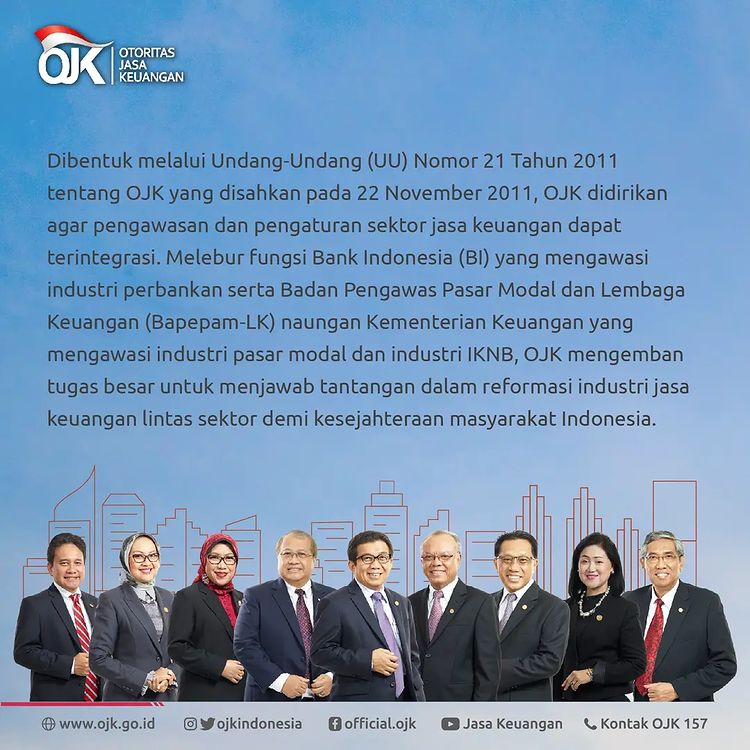 OJK
OTORITAS
JASA
KEUANGAN
Dibentuk melalui Undang-Undang (UU) Nomor 21 Tahun 2011
tentang OJK yang disahkan pada 22 November 2011, OJK didirikan
agar pengawasan dan pengaturan sektor jasa keuangan dapat
terintegrasi. Melebur fungsi Bank Indonesia (BI) yang mengawasi
industri perbankan serta Badan Pengawas Pasar Modal dan Lembaga
Keuangan (Bapepam-LK) naungan Kementerian Keuangan yang
mengawasi industri pasar modal dan industri IKNB, OJK mengemban
tugas besar untuk menjawab tantangan dalam reformasi industri jasa
keuangan lintas sektor demi kesejahteraan masyarakat Indonesia.
www.ojk.go.id ojkindonesia official.ojk Jasa Keuangan Kontak OJK 157